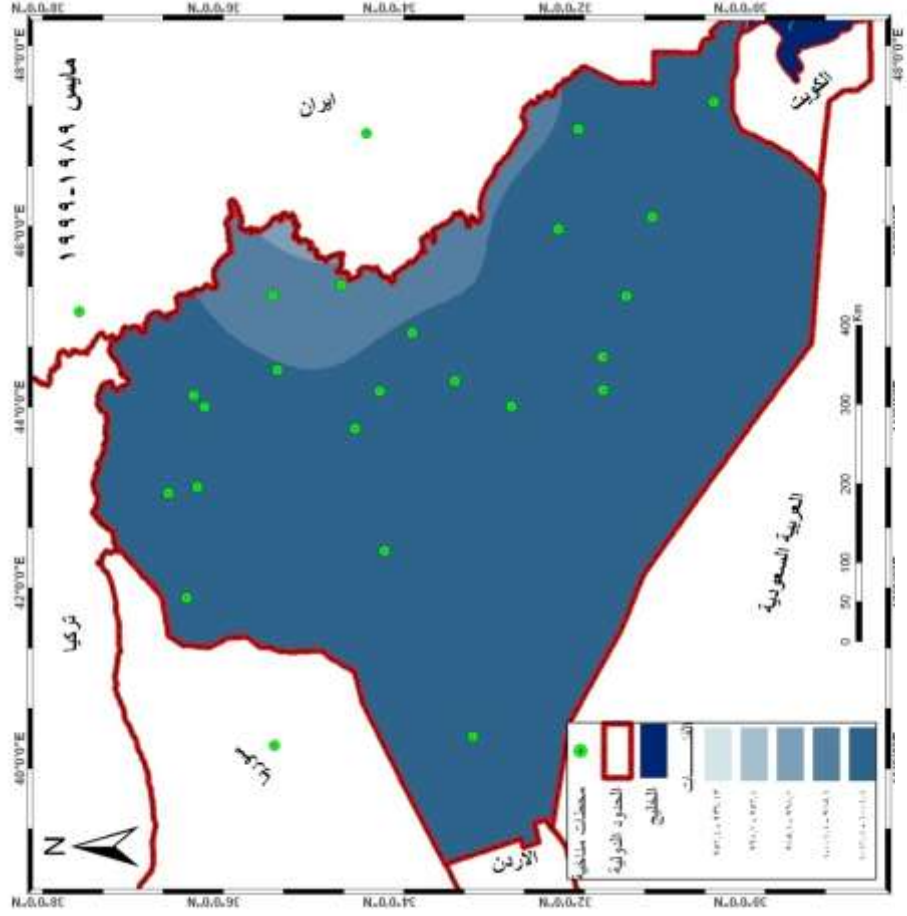 مايس ١٩٨٩-١٩٩٩
38°0'0"N
36°0'0"N
34°0'0"N
32°0'0"N
30°0'0"N
40°0'0"E
42°0'0"E
44°0'0"E
46°0'0"E
48°0'0"E
N
تركيا
ايران
سوريا
الاردن
الكويت
العربية السعودية
0 50 100 200 300 400
Km
محطات مناخية
الحدود الدولية
الخليج